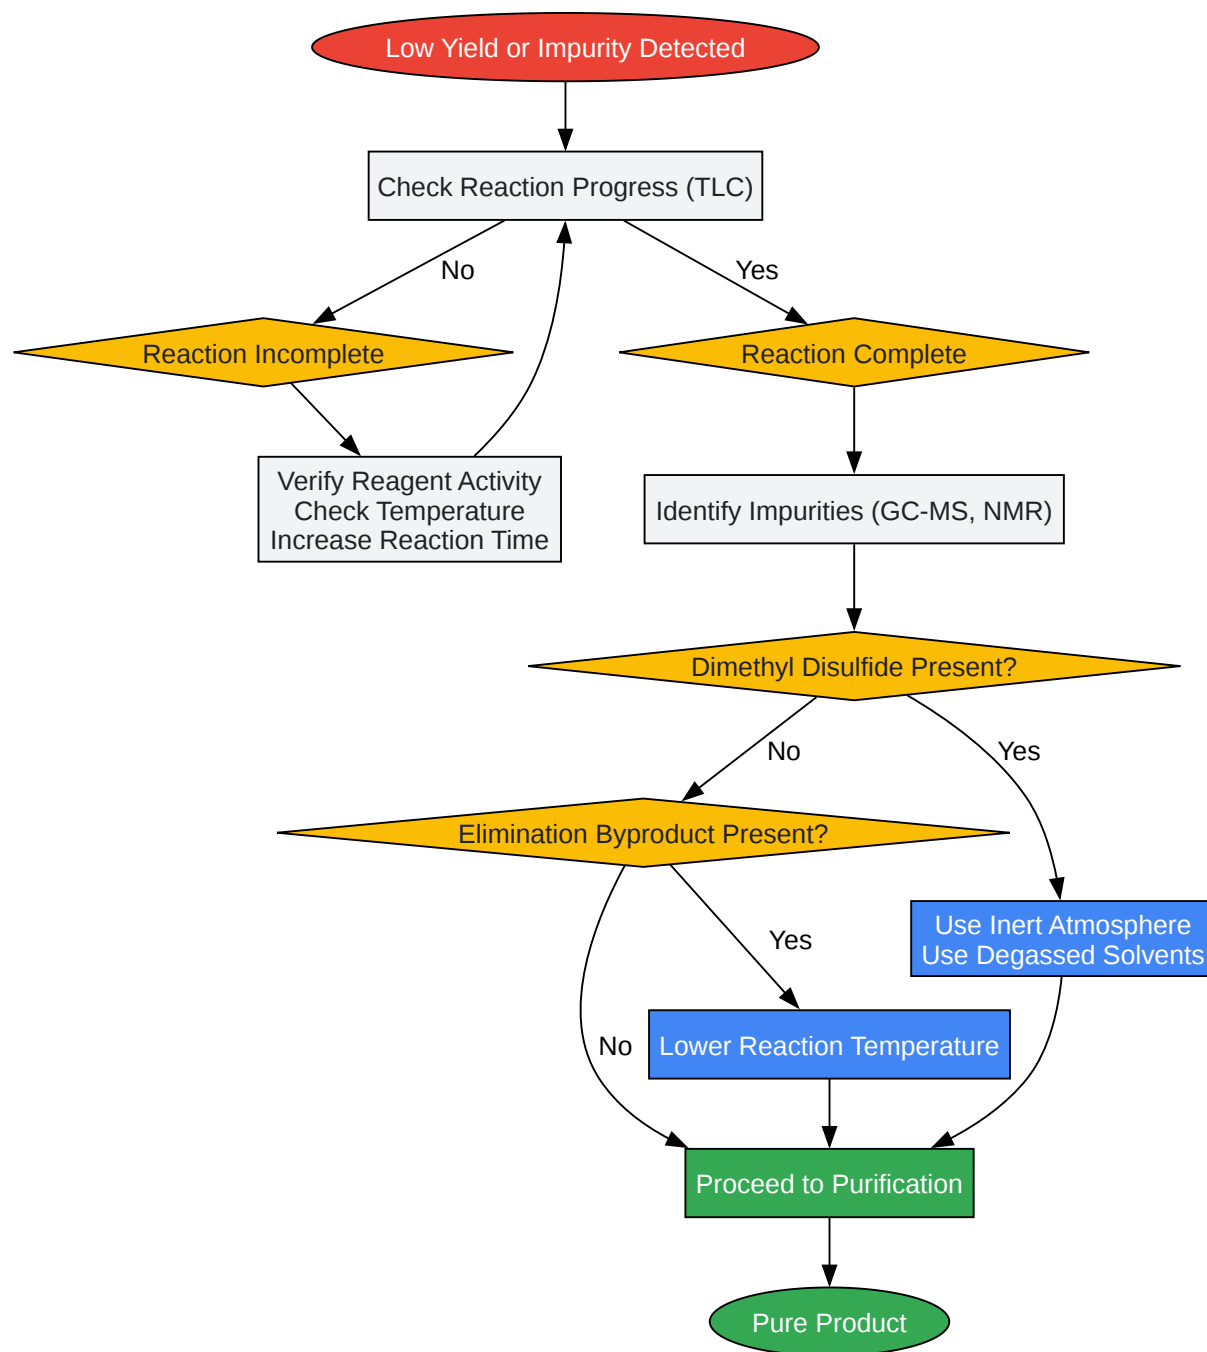 Low Yield or Impurity Detected
Check Reaction Progress (TLC)
No
Yes
Reaction Incomplete
Reaction Complete
Verify Reagent Activity
Check Temperature
Increase Reaction Time
Identify Impurities (GC-MS, NMR)
Dimethyl Disulfide Present?
No
Yes
Elimination Byproduct Present?
Use Inert Atmosphere
Use Degassed Solvents
Yes
No
Lower Reaction Temperature
Proceed to Purification
Pure Product